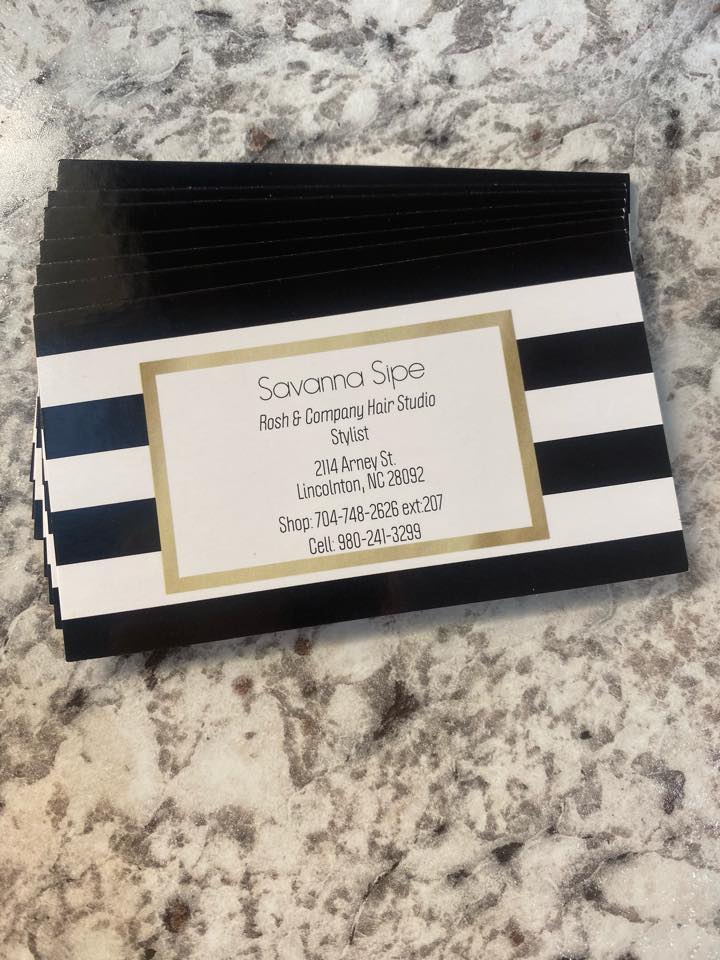 Savanna Sipe
Rosh & Company Hair Studio
Stylist
2114 Arney St.
Lincolnton, NC 28092
Shop: 704-748-2626 ext:207
Cell: 980-241-3299